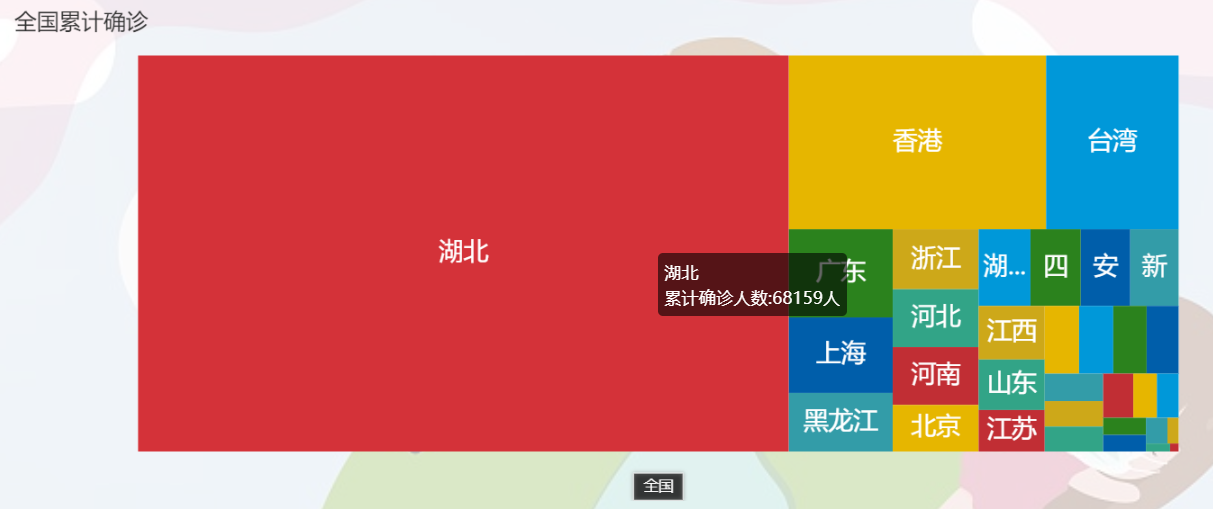 全国累计确诊
湖北
香港
台湾
湖北
累计确诊人数:68159人
广东
上海
黑龙江
浙江
河北
河南
北京
湖...
四
安
新
江西
山东
江苏
全国